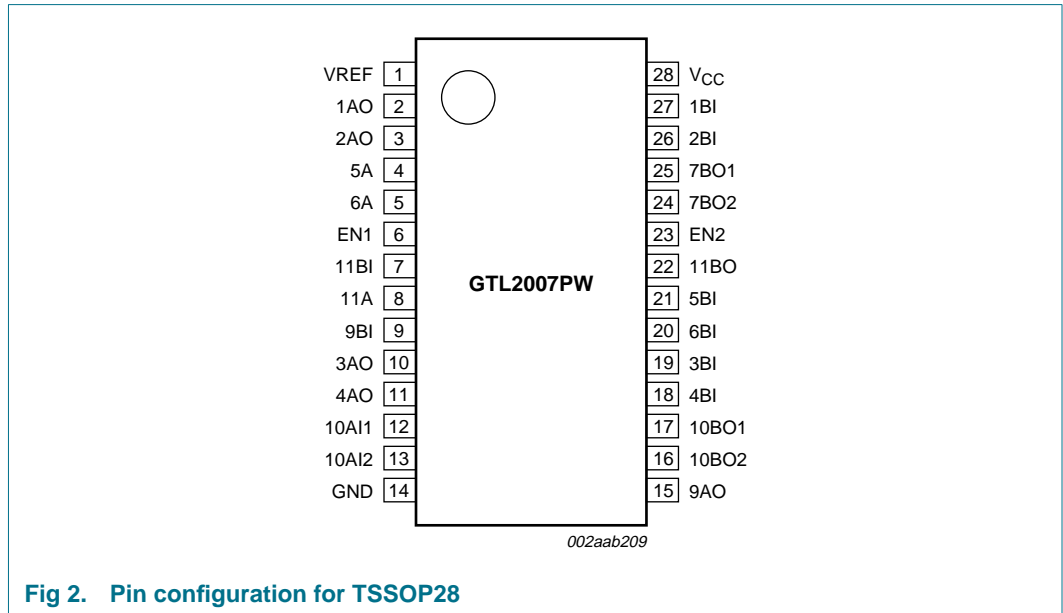 VREF 1 28 VCC
1AO 2 27 1BI
2AO 3 26 2BI
5A 4 25 7BO1
6A 5 24 7BO2
EN1 6 23 EN2
11BI 7 22 11BO
GTL2007PW
11A 8 21 5BI
9BI 9 20 6BI
3AO 10 19 3BI
4AO 11 18 4BI
10AI1 12 17 10BO1
10AI2 13 16 10BO2
GND 14 15 9AO
002aab209
Fig 2. Pin configuration for TSSOP28